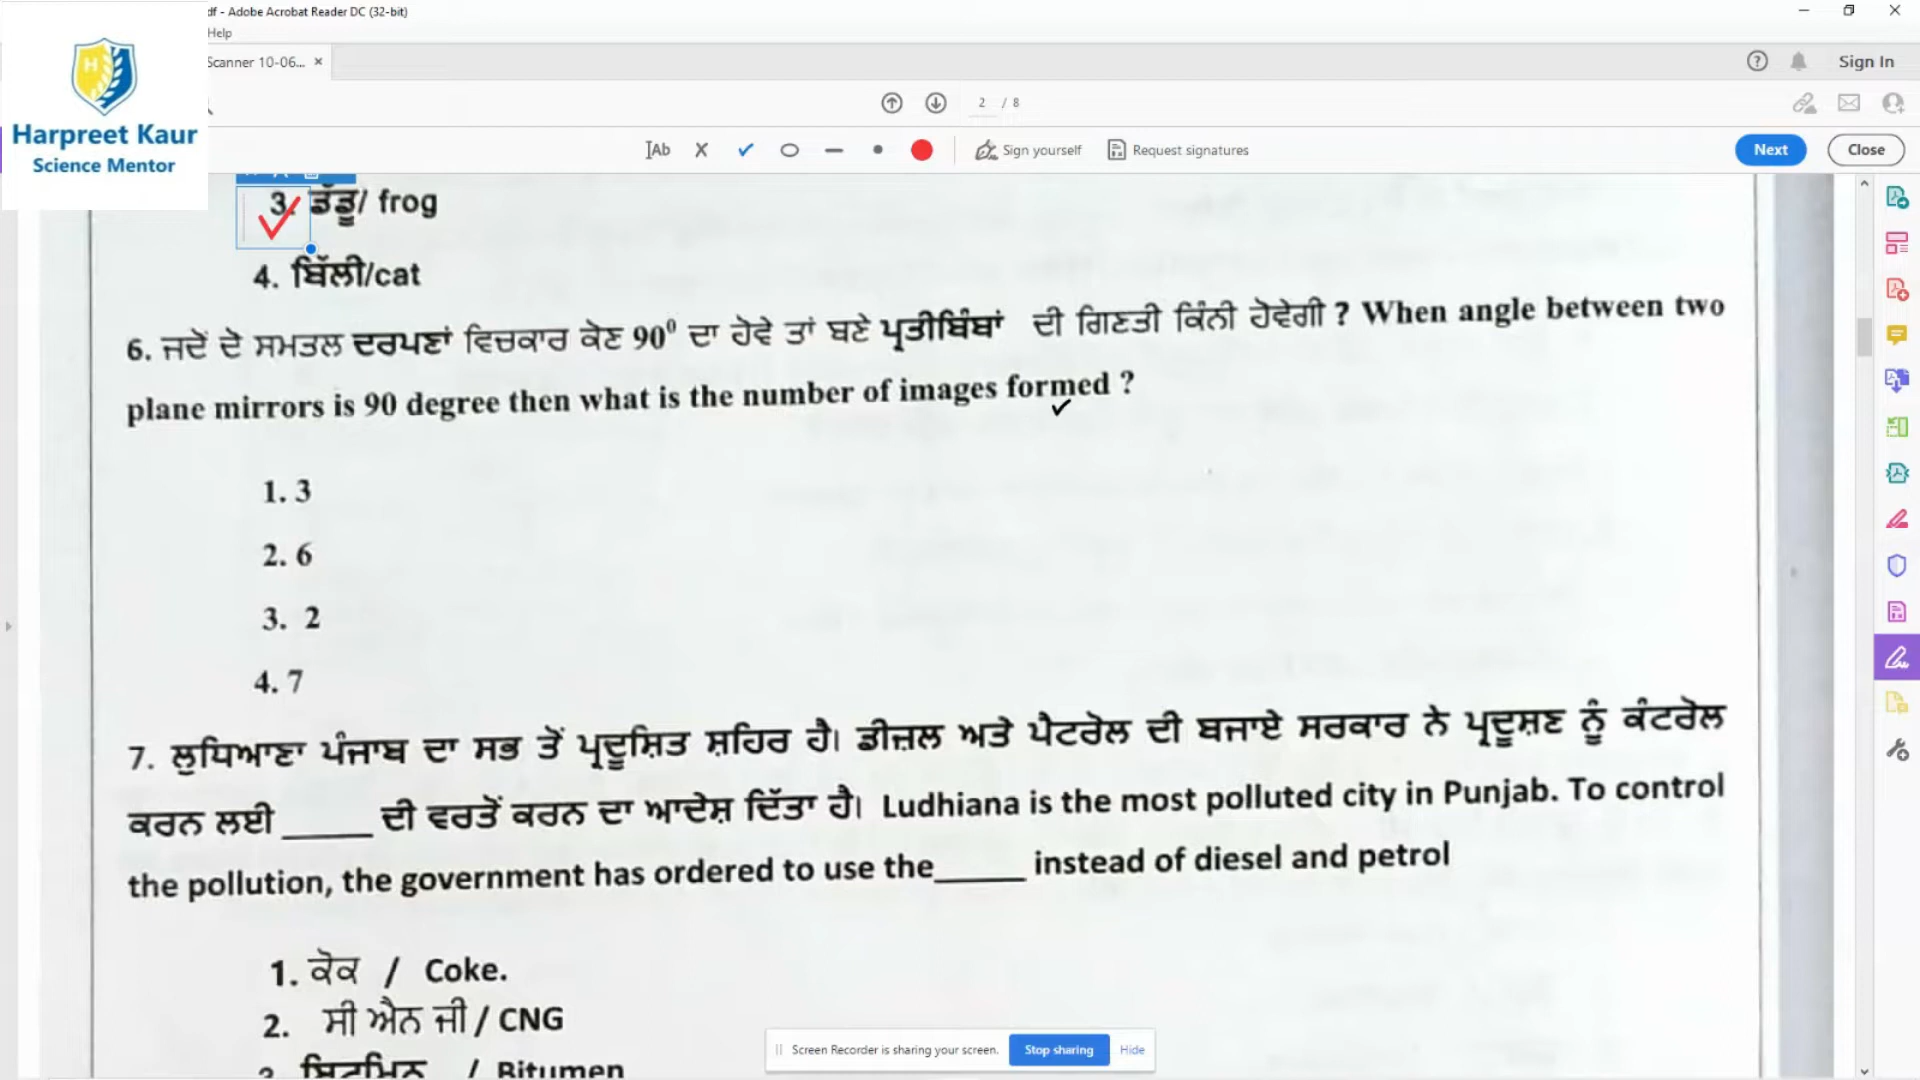 df - Adobe Acrobat Reader DC (32-bit)
Help
Scanner 10-06...
Sign In
Harpreet Kaur
Science Mentor
2 / 8
Ab
Sign yourself
Request signatures
Next
Close
3. ਡੱਡੂ/ frog
4. ਬਿੱਲੀ/cat
6. ਜਦੋਂ ਦੋ ਸਮਤਲ ਦਰਪਣਾਂ ਵਿਚਕਾਰ ਕੋਣ 90⁰ ਦਾ ਹੋਵੇ ਤਾਂ ਬਣੇ ਪ੍ਰਤੀਬਿੰਬਾਂ ਦੀ ਗਿਣਤੀ ਕਿੰਨੀ ਹੋਵੇਗੀ ? When angle between two
plane mirrors is 90 degree then what is the number of images formed ?
1. 3
2. 6
3. 2
4. 7
7. ਲੁਧਿਆਣਾ ਪੰਜਾਬ ਦਾ ਸਭ ਤੋਂ ਪ੍ਰਦੂਸ਼ਿਤ ਸ਼ਹਿਰ ਹੈ। ਡੀਜ਼ਲ ਅਤੇ ਪੈਟਰੋਲ ਦੀ ਬਜਾਏ ਸਰਕਾਰ ਨੇ ਪ੍ਰਦੂਸ਼ਣ ਨੂੰ ਕੰਟਰੋਲ
ਕਰਨ ਲਈ _____ ਦੀ ਵਰਤੋਂ ਕਰਨ ਦਾ ਆਦੇਸ਼ ਦਿੱਤਾ ਹੈ। Ludhiana is the most polluted city in Punjab. To control
the pollution, the government has ordered to use the_____ instead of diesel and petrol
1. ਕੋਕ / Coke.
2. ਸੀ ਐਨ ਜੀ / CNG
3. ਬਿਟੂਮਿਨ / Bitumen
Screen Recorder is sharing your screen.
Stop sharing
Hide